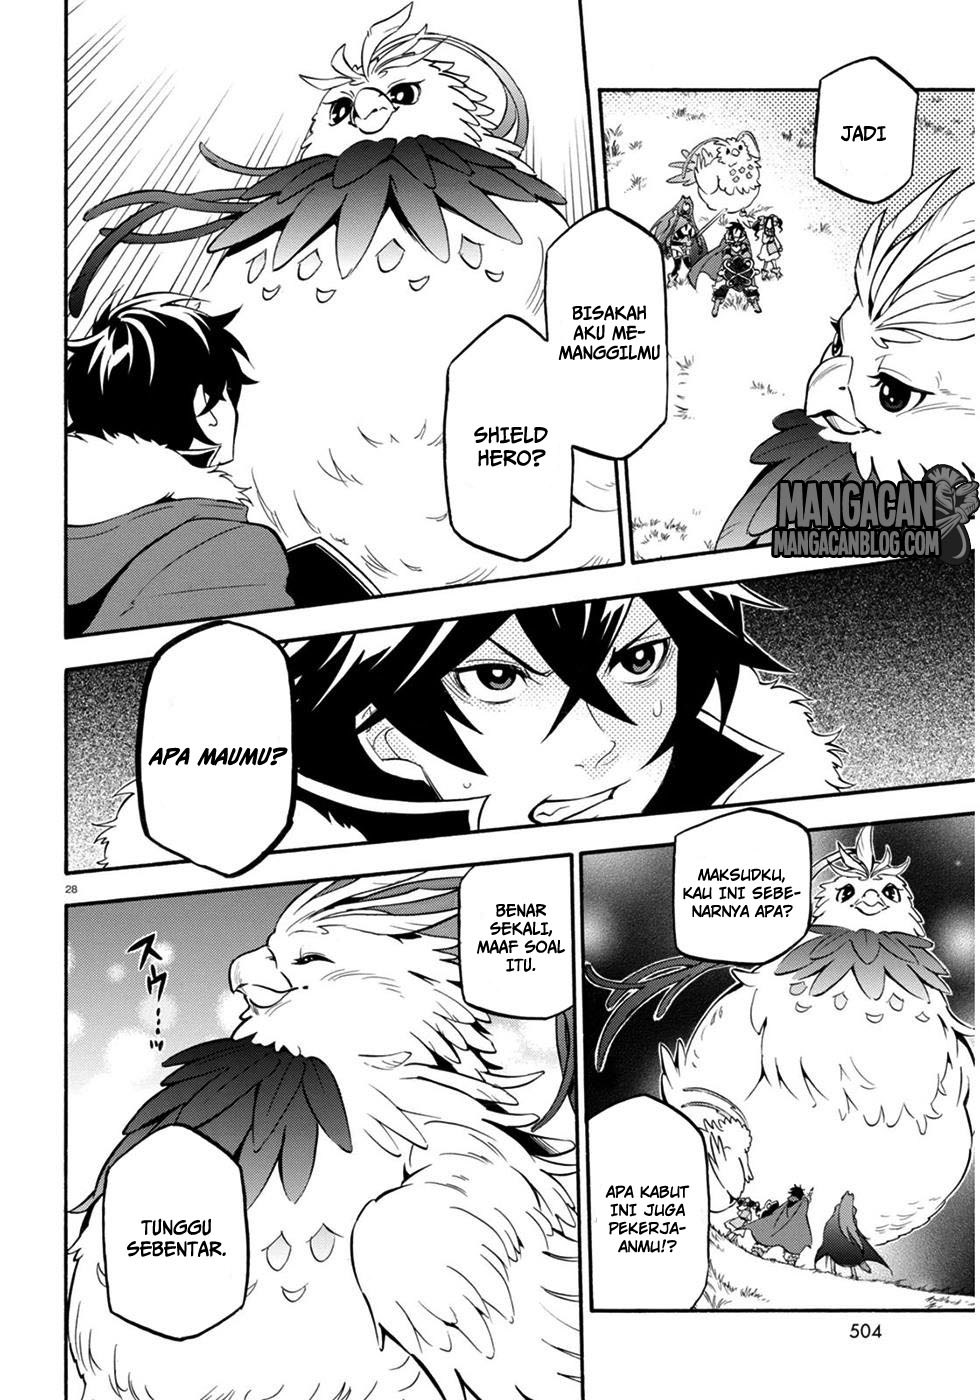 JADI
BISAKAH
AKU ME-
MANGGILMU
SHIELD
HERO?
MANGACAN
MANGACANBLOG.COM
APA MAUMU?
MAKSUDKU,
KAU INI SEBE-
NARNYA APA?
APA KABUT
INI JUGA
PEKERJA-
ANMU!?
BENAR
SEKALI,
MAAF SOAL
ITU.
スゥ…
TUNGGU
SEBENTAR.
28
504